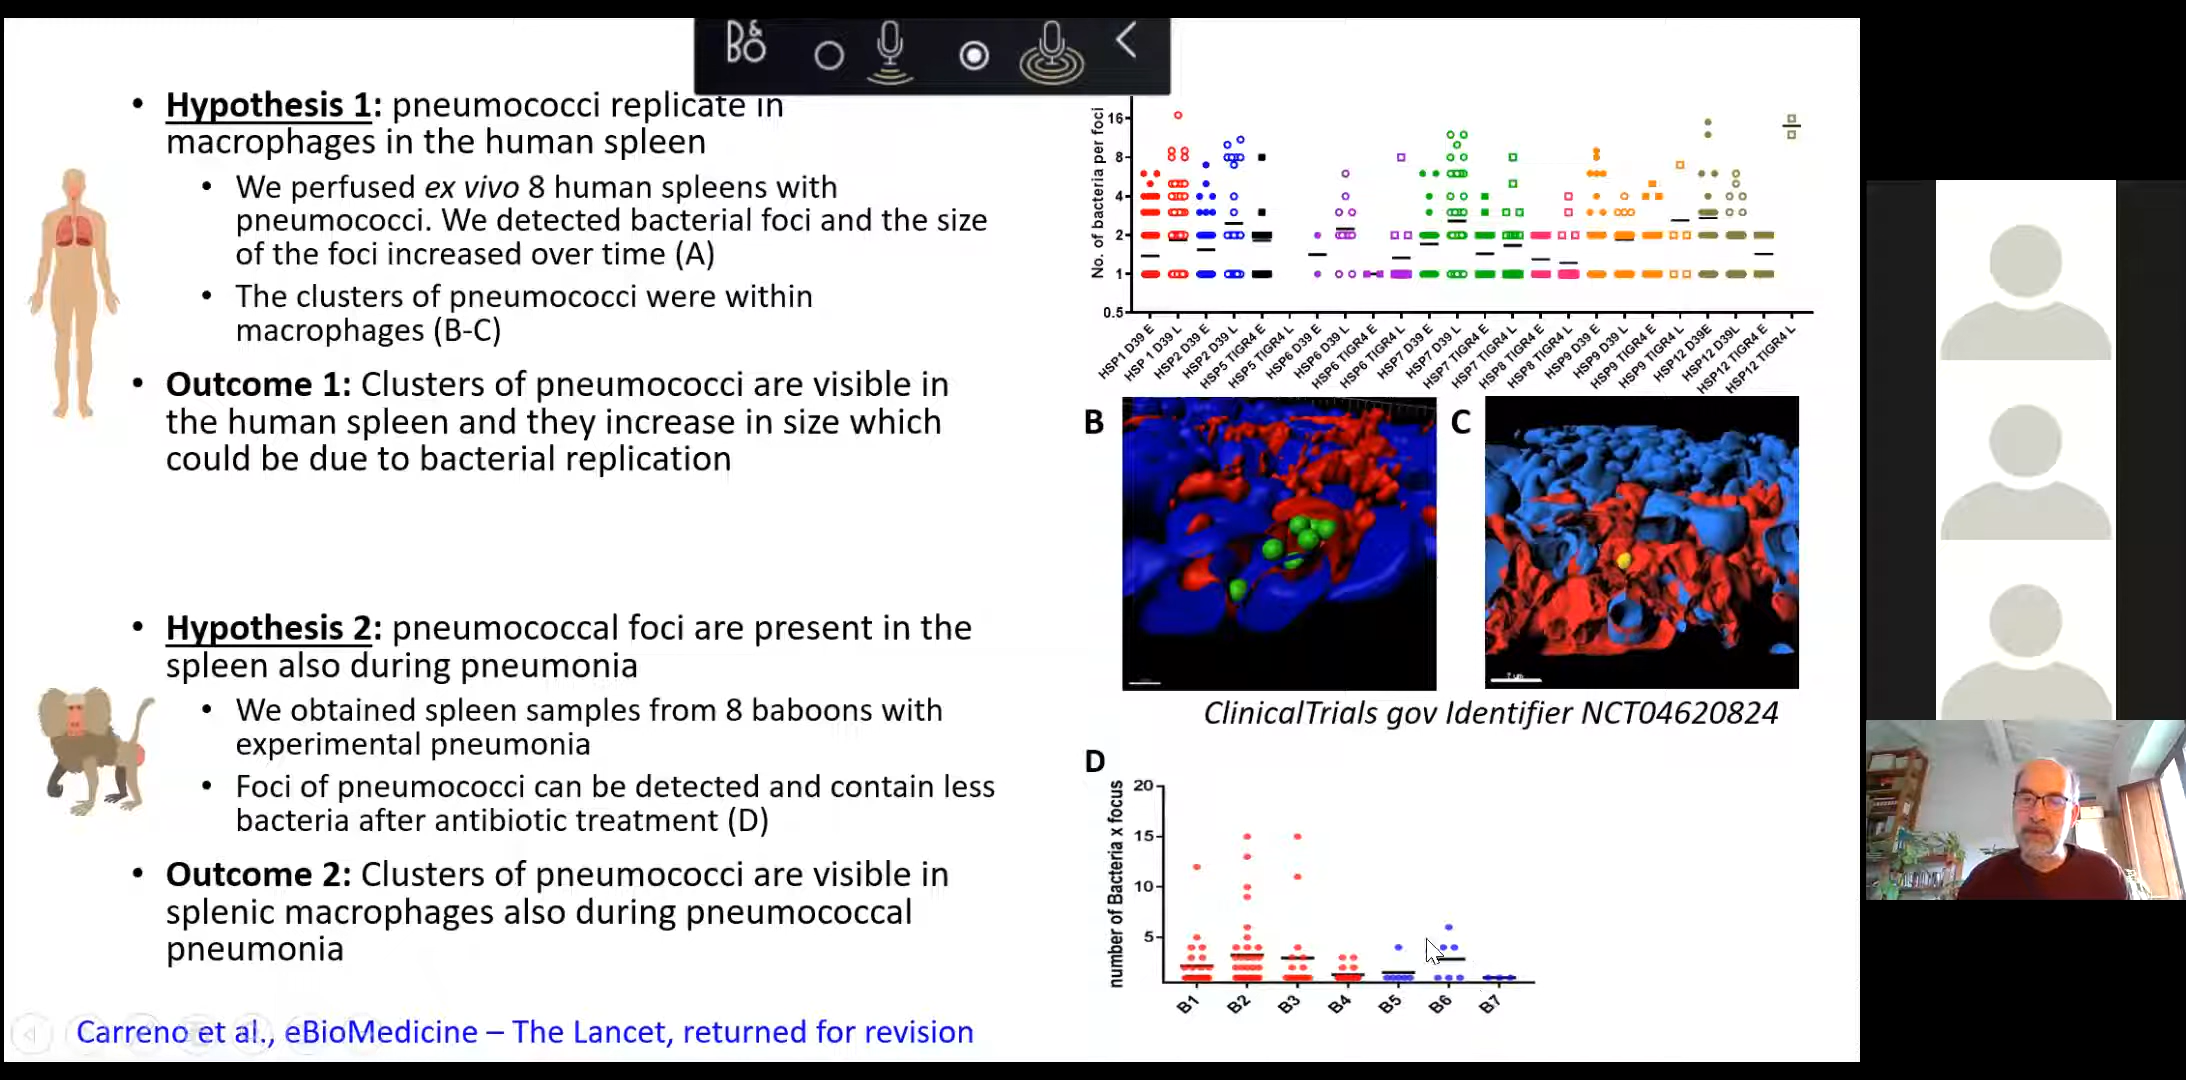 B&O
• Hypothesis 1: pneumococci replicate in
macrophages in the human spleen
• We perfused ex vivo 8 human spleens with
pneumococci. We detected bacterial foci and the size
of the foci increased over time (A)
• The clusters of pneumococci were within
macrophages (B-C)
• Outcome 1: Clusters of pneumococci are visible in
the human spleen and they increase in size which
could be due to bacterial replication
• Hypothesis 2: pneumococcal foci are present in the
spleen also during pneumonia
• We obtained spleen samples from 8 baboons with
experimental pneumonia
• Foci of pneumococci can be detected and contain less
bacteria after antibiotic treatment (D)
• Outcome 2: Clusters of pneumococci are visible in
splenic macrophages also during pneumococcal
pneumonia
Carreno et al., eBioMedicine – The Lancet, returned for revision
No. of bacteria per foci
16
8
4
2
1
0.5
HSP1 D39 E
HSP 1 D39 L
HSP2 D39 E
HSP2 D39 L
HSP5 TIGR4 E
HSP5 TIGR4 L
HSP6 D39 E
HSP6 D39 L
HSP6 TIGR4 E
HSP6 TIGR4 L
HSP7 D39 E
HSP7 D39 L
HSP7 TIGR4 E
HSP7 TIGR4 L
HSP8 TIGR4 E
HSP8 TIGR4 L
HSP9 D39 E
HSP9 D39 L
HSP9 TIGR4 E
HSP9 TIGR4 L
HSP12 D39E
HSP12 D39L
HSP12 TIGR4 E
HSP12 TIGR4 L
B
C
ClinicalTrials gov Identifier NCT04620824
D
number of Bacteria x focus
20
15
10
5
B1
B2
B3
B4
B5
B6
B7